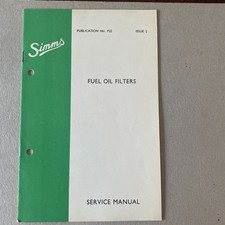 Simms
PUBLICATION No. 752
ISSUE 2
FUEL OIL FILTERS
SERVICE MANUAL